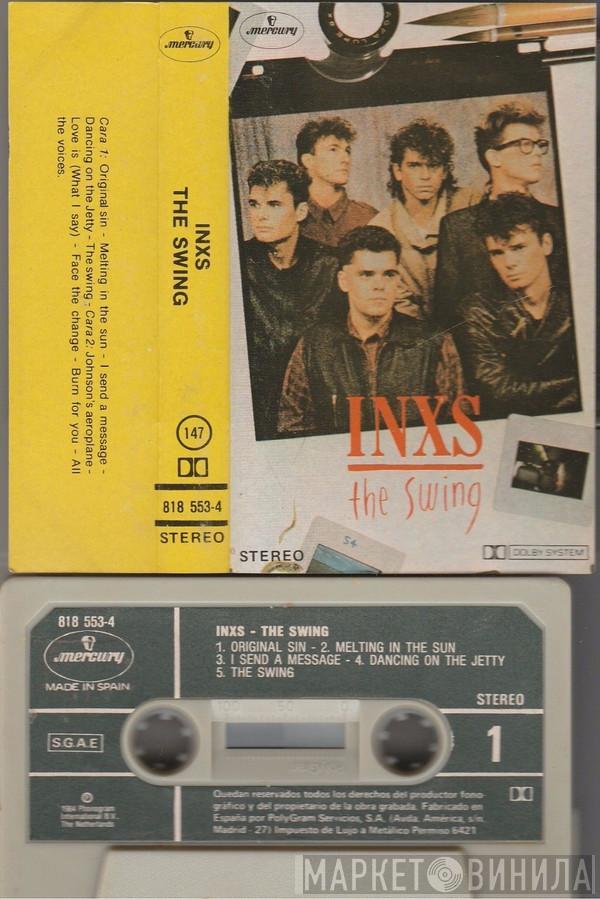 Cara 1: Original sin - Melting in the sun - I send a message -
Dancing on the Jetty - The swing - Cara 2: Johnson's aeroplane -
Love is (What I say) - Face the change - Burn for you - All
the voices.
mercury
INXS
THE SWING
147
818 553-4
STEREO
mercury
INXS
the swing
54
STEREO
DOLBY SYSTEM
818 553-4
mercury
MADE IN SPAIN
S.G.A.E
℗
1984 Phonogram
International B.V.
The Netherlands
INXS - THE SWING
1. ORIGINAL SIN - 2. MELTING IN THE SUN
3. I SEND A MESSAGE - 4. DANCING ON THE JETTY
5. THE SWING
STEREO
100 50 0
1
Quedan reservados todos los derechos del productor fono-
gráfico y del propietario de la obra grabada. Fabricado en
España por PolyGram Servicios, S.A. (Avda. América, s/n.
Madrid - 27) Impuesto de Lujo a Metálico Permiso 6421
МАРКЕТ ВИНИЛА